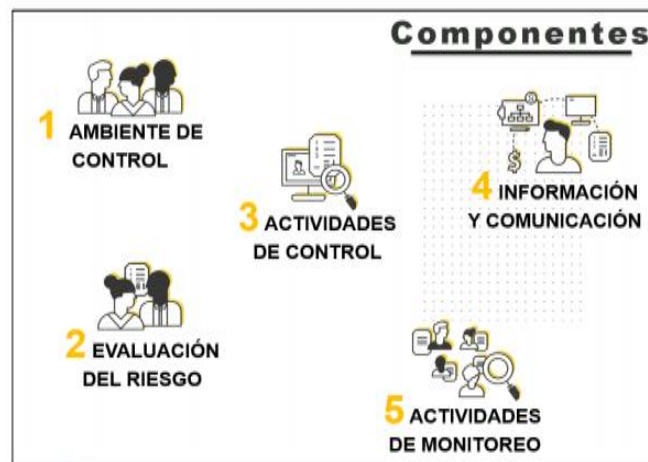 Componentes
1 AMBIENTE DE
CONTROL
2 EVALUACIÓN
DEL RIESGO
3 ACTIVIDADES
DE CONTROL
4 INFORMACIÓN
Y COMUNICACIÓN
$
5 ACTIVIDADES
DE MONITOREO